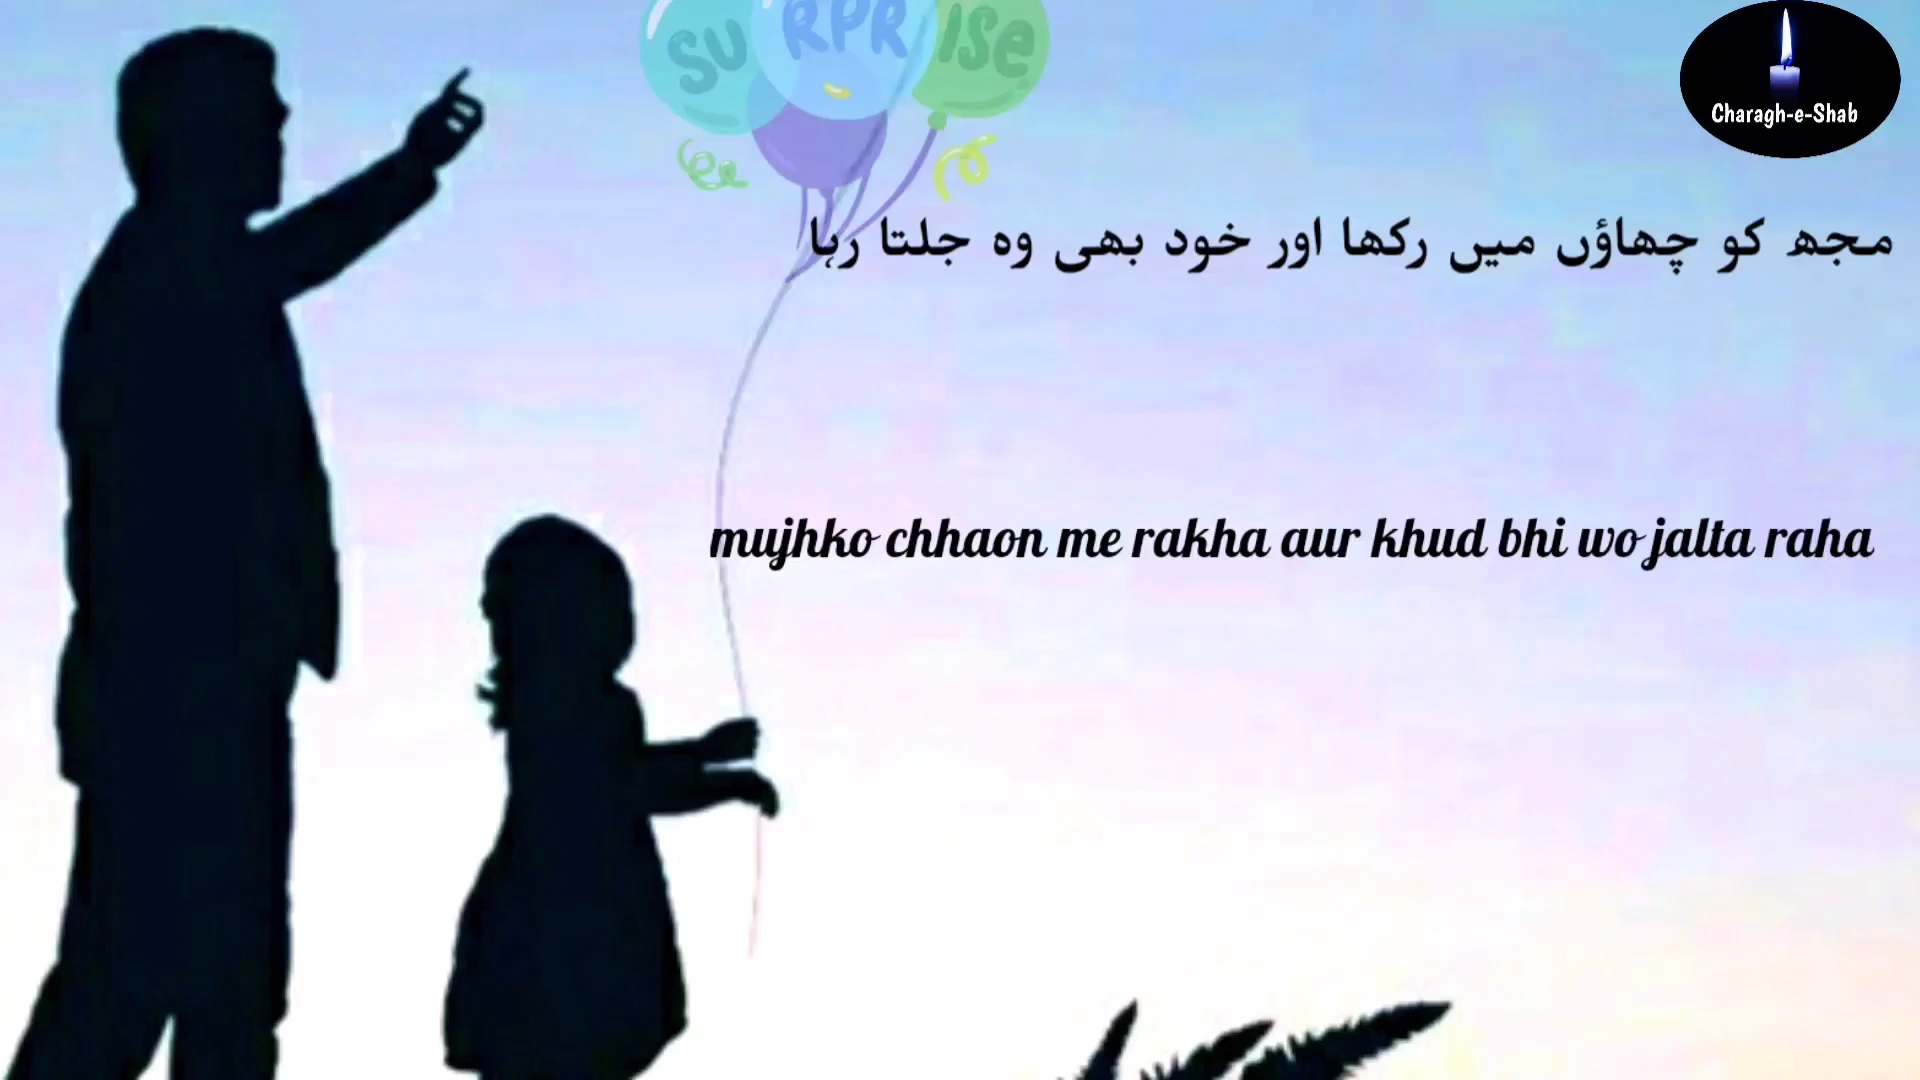 SURPRISE
Charagh-e-Shab
مجھ کو چھاؤں میں رکھا اور خود بھی وہ جلتا رہا
mujhko chhaon me rakha aur khud bhi wo jalta raha